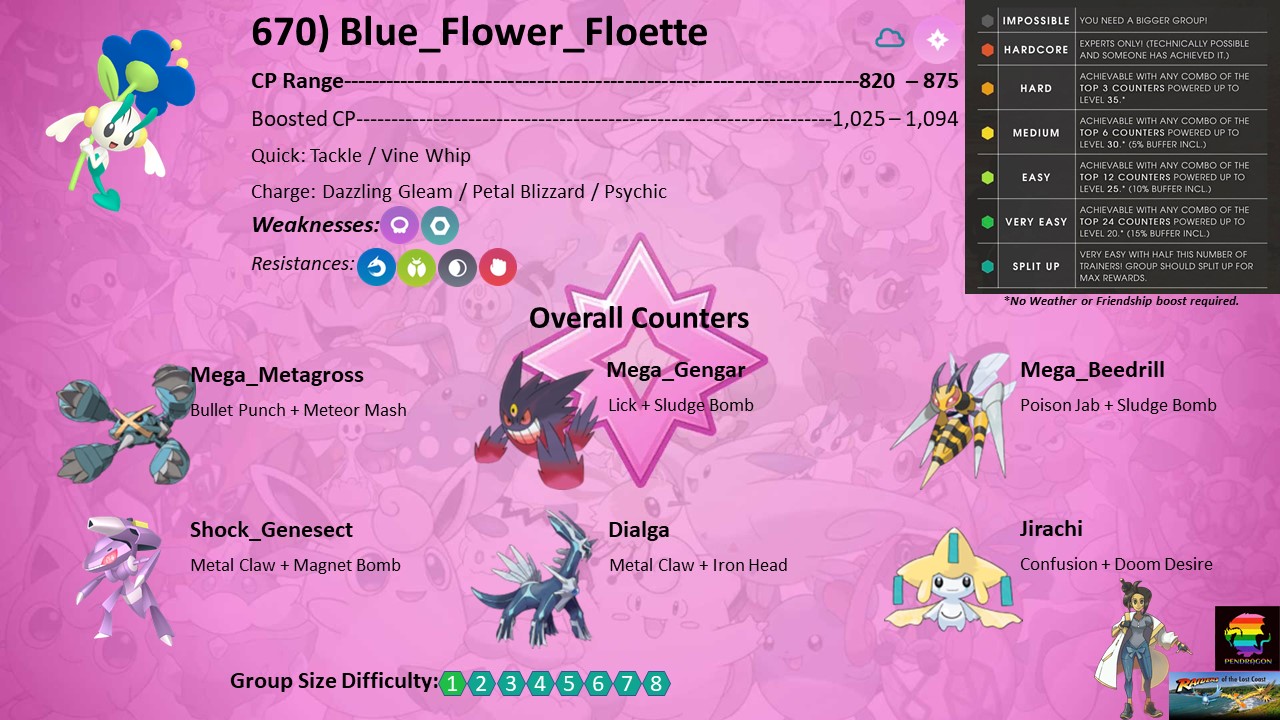 670) Blue_Flower_Floette
CP Range--------------------------------------------------------------------------820 – 875
Boosted CP--------------------------------------------------------------------1,025 – 1,094
Quick: Tackle / Vine Whip
Charge: Dazzling Gleam / Petal Blizzard / Psychic
Weaknesses:
Resistances:
IMPOSSIBLE YOU NEED A BIGGER GROUP!
HARDCORE EXPERTS ONLY! (TECHNICALLY POSSIBLE
AND SOMEONE HAS ACHIEVED IT.)
HARD ACHIEVABLE WITH ANY COMBO OF THE
TOP 3 COUNTERS POWERED UP TO
LEVEL 35.*
MEDIUM ACHIEVABLE WITH ANY COMBO OF THE
TOP 6 COUNTERS POWERED UP TO
LEVEL 30.* (5% BUFFER INCL.)
EASY ACHIEVABLE WITH ANY COMBO OF THE
TOP 12 COUNTERS POWERED UP TO
LEVEL 25.* (10% BUFFER INCL.)
VERY EASY ACHIEVABLE WITH ANY COMBO OF THE
TOP 24 COUNTERS POWERED UP TO
LEVEL 20.* (15% BUFFER INCL.)
SPLIT UP VERY EASY WITH HALF THIS NUMBER OF
TRAINERS! GROUP SHOULD SPLIT UP FOR
MAX REWARDS.
*No Weather or Friendship boost required.
Overall Counters
Mega_Metagross
Bullet Punch + Meteor Mash
Mega_Gengar
Lick + Sludge Bomb
Mega_Beedrill
Poison Jab + Sludge Bomb
Shock_Genesect
Metal Claw + Magnet Bomb
Dialga
Metal Claw + Iron Head
Jirachi
Confusion + Doom Desire
Group Size Difficulty: 1 2 3 4 5 6 7 8
PENDRAGON
RAIDERS of the Lost Coast